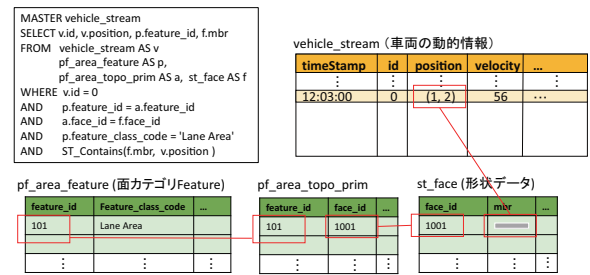 MASTER vehicle_stream
SELECT v.id, v.position, p.feature_id, f.mbr
FROM vehicle_stream AS v
pf_area_feature AS p,
pf_area_topo_prim AS a, st_face AS f
WHERE v.id = 0
AND p.feature_id = a.feature_id
AND a.face_id = f.face_id
AND p.feature_class_code = 'Lane Area'
AND ST_Contains(f.mbr, v.position )
vehicle_stream (車両の動的情報)
timeStamp id position velocity ...
⋮ ⋮ ⋮ ⋮
12:03:00 0 (1, 2) 56 ⋯
pf_area_feature (面カテゴリFeature)
feature_id Feature_class_code ...
101 Lane Area
⋮ ⋮ ⋮
pf_area_topo_prim
feature_id face_id ...
101 1001
⋮ ⋮ ⋮
st_face (形状データ)
face_id mbr ...
1001
⋮ ⋮ ⋮